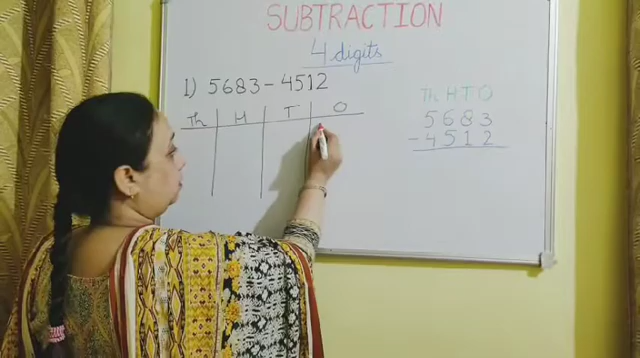 SUBTRACTION
4 digits
1) 5683 - 4512
Th H T O
Th H T O
5 6 8 3
- 4 5 1 2